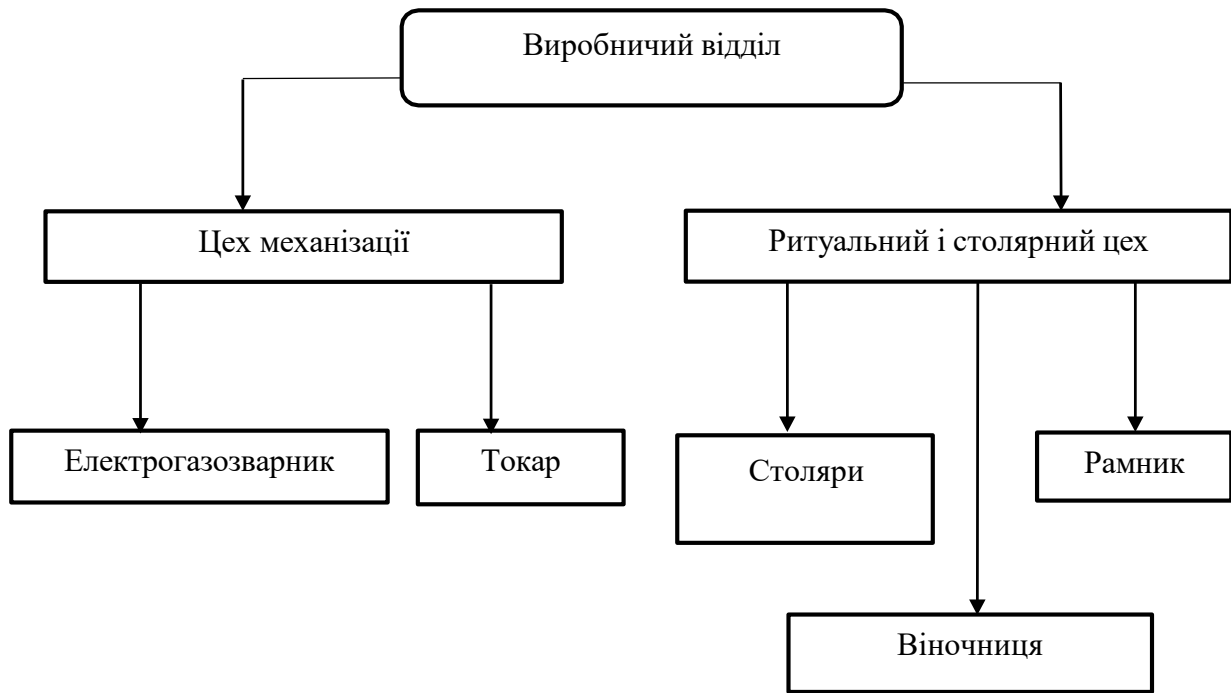 Виробничий відділ
Цех механізації
Ритуальний і столярний цех
Електрогазозварник
Токар
Столяри
Рамник
Віночниця